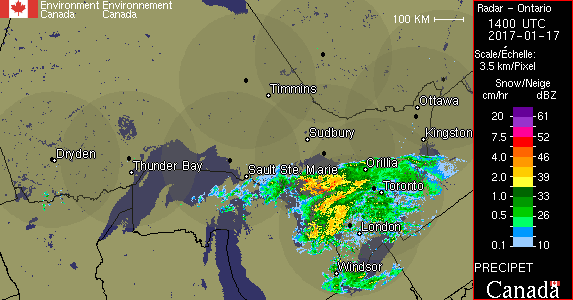 Environment Environnement
Canada Canada
100 KM
Timmins
Ottawa
Sudbury
Kingston
Dryden
Thunder Bay
Sault Ste. Marie
Orillia
Toronto
London
Windsor
Radar - Ontario
1400 UTC
2017-01-17
Scale/Échelle:
3.5 km/Pixel
Snow/Neige
cm/hr dBZ
20 61
7.5 52
4.0 46
2.0 39
1.0 33
0.5 26
0.1 10
PRECIPET
Canada